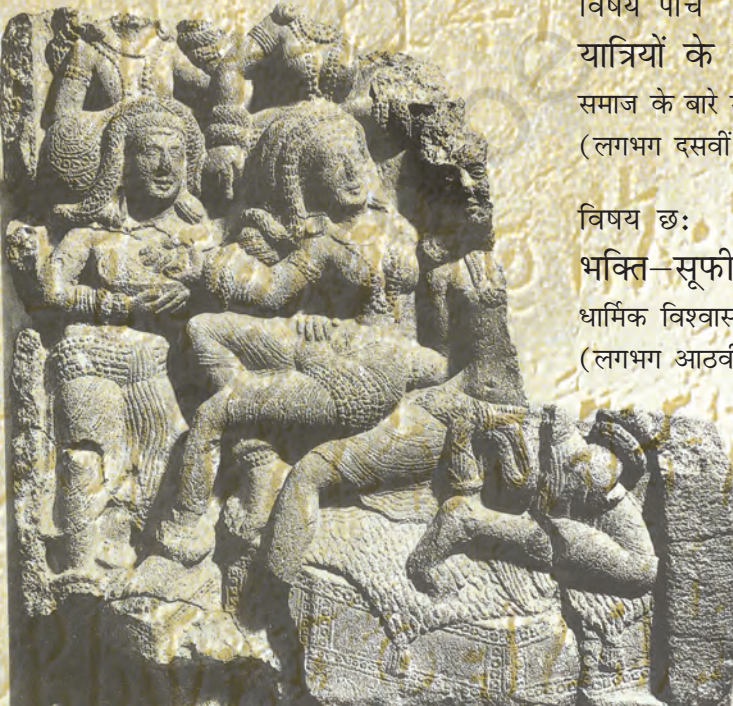 विषय पाँच
यात्रियों के
समाज के बारे
(लगभग दसवीं
विषय छः
भक्ति–सूफी
धार्मिक विश्वास
(लगभग आठवीं